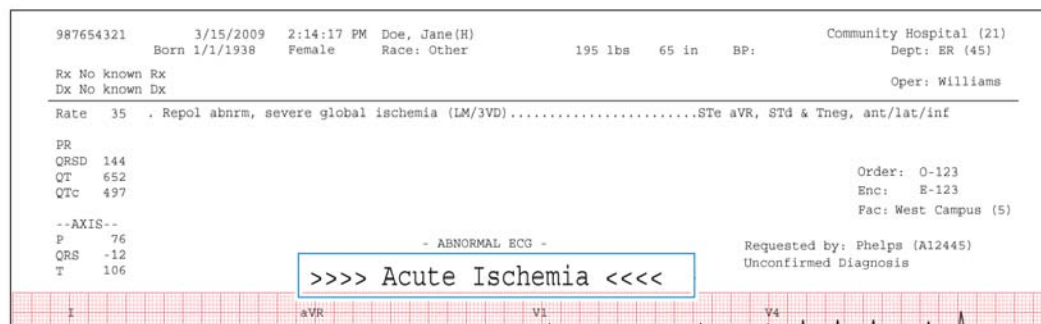 987654321 3/15/2009 2:14:17 PM Doe, Jane(H) Community Hospital (21)
Born 1/1/1938 Female Race: Other 195 lbs 65 in BP: Dept: ER (45)
Rx No known Rx
Dx No known Dx
Oper: Williams
Rate 35 . Repol abnrm, severe global ischemia (LM/3VD)........................STe aVR, STd & Tneg, ant/lat/inf
PR
QRSD 144
QT 652
QTc 497
Order: O-123
Enc: E-123
Fac: West Campus (5)
--AXIS--
P 76
QRS -12
T 106
- ABNORMAL ECG -
>>>> Acute Ischemia <<<<
Requested by: Phelps (A12445)
Unconfirmed Diagnosis
I aVR V1 V4